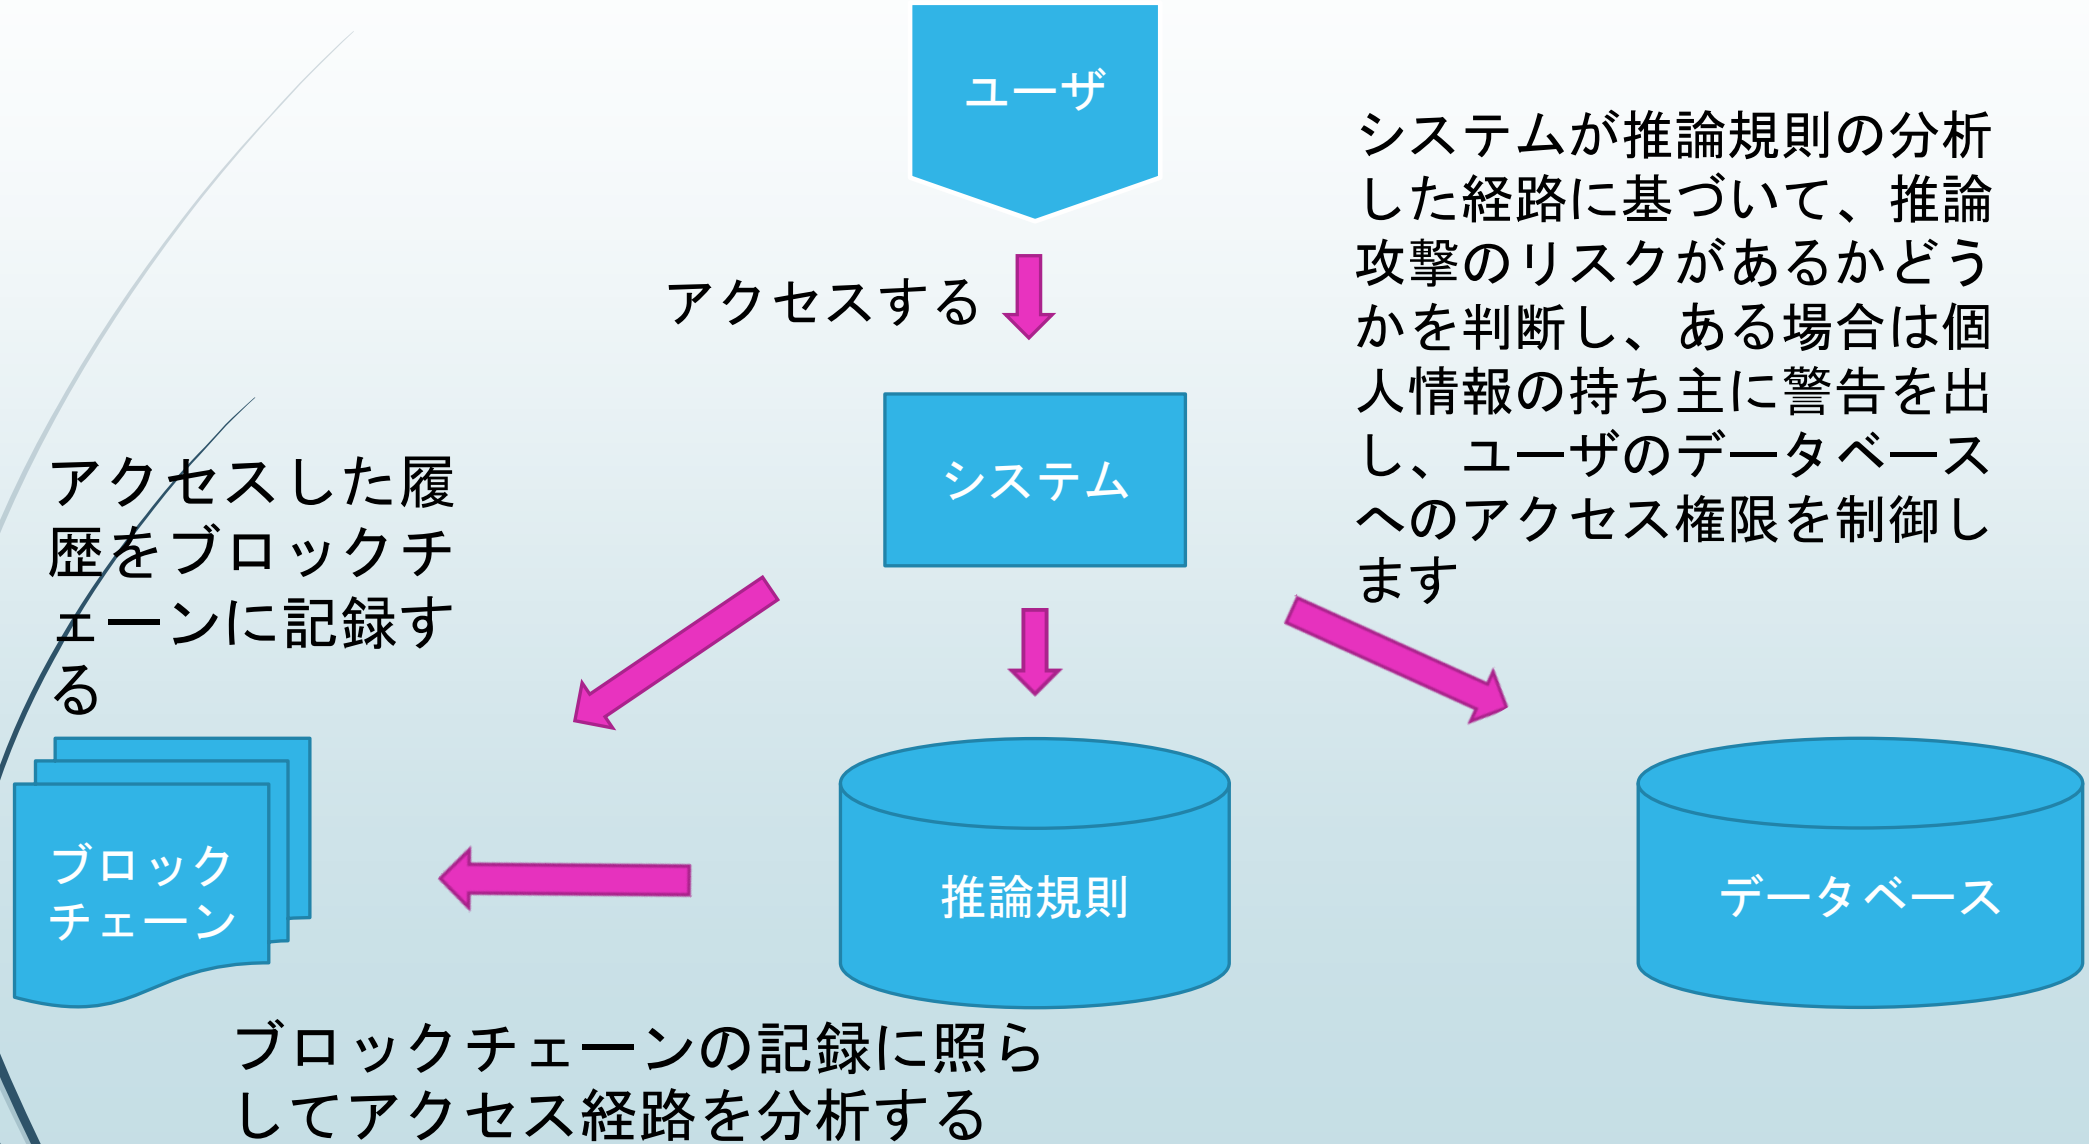 ユーザ
アクセスする
システムが推論規則の分析
した経路に基づいて、推論
攻撃のリスクがあるかどう
かを判断し、ある場合は個
人情報の持ち主に警告を出
し、ユーザのデータベース
へのアクセス権限を制御し
ます
システム
アクセスした履
歴をブロックチ
ェーンに記録す
る
ブロック
チェーン
推論規則
データベース
ブロックチェーンの記録に照ら
してアクセス経路を分析する